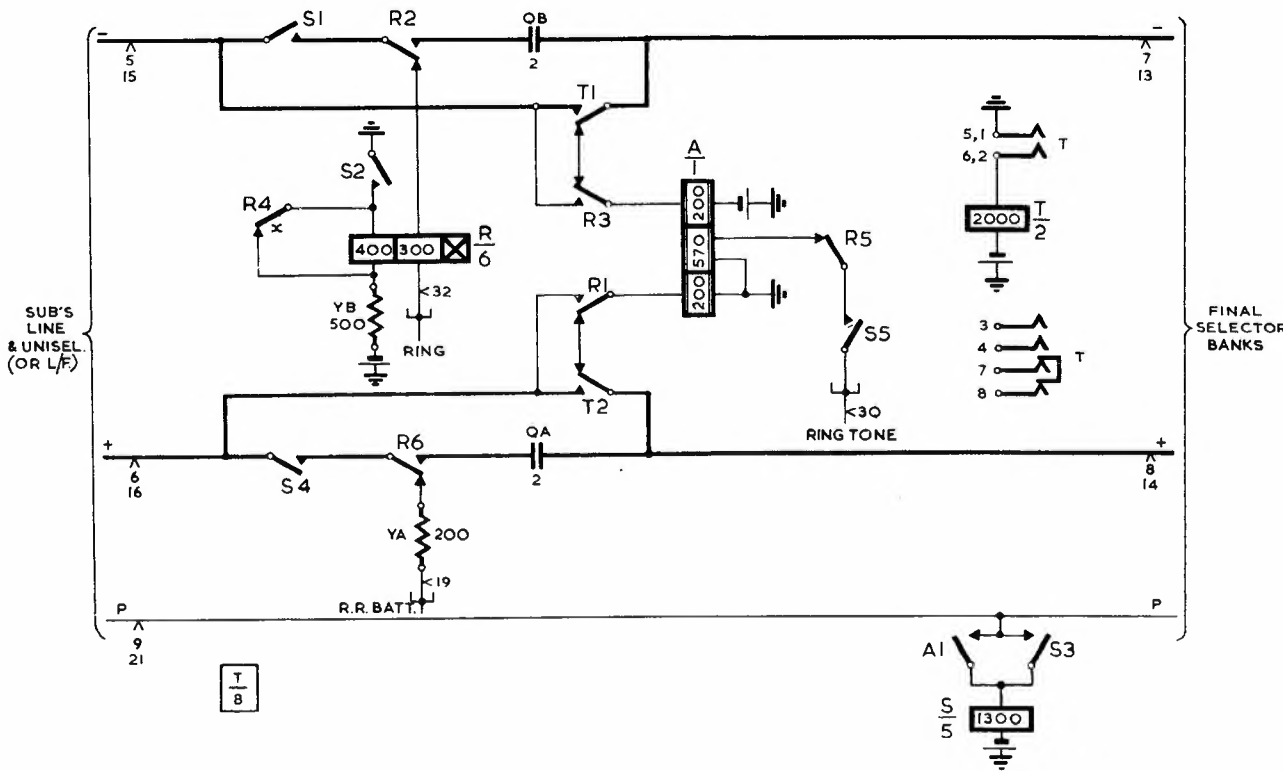 −
S1
R2
QB
−
5
15
2
7
13
T1
S2
A
1
5,1
6,2
T
R4
x
200
R3
400
300
R
6
570
R5
2000
T
2
R1
200
<32
YB
500
RING
SUB'S
LINE
& UNISEL.
(OR L/F.)
S5
3
4
7
8
T
FINAL
SELECTOR
BANKS
T2
<30
RING TONE
+
R6
QA
+
6
16
S4
2
8
14
YA
200
<19
P
R.R. BATT.
P
9
21
A1
S3
T
8
S
5
1300